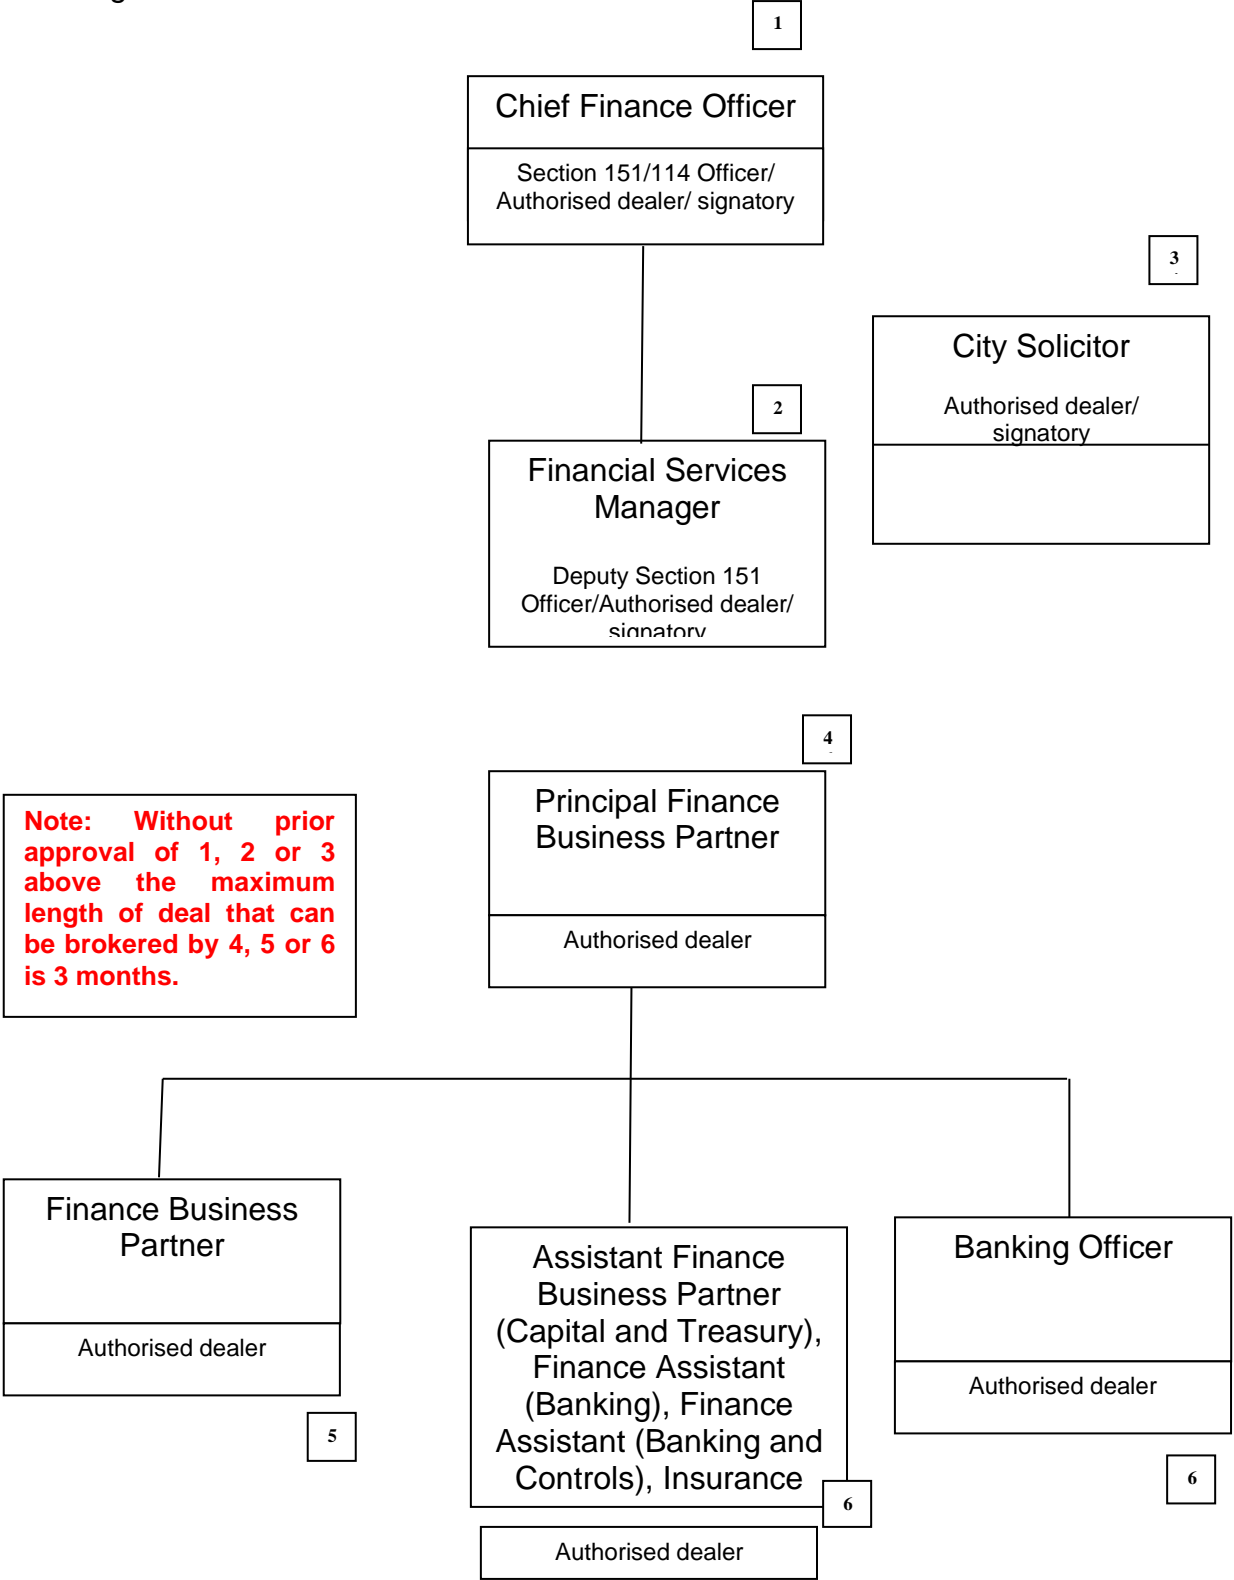 1
Chief Finance Officer
Section 151/114 Officer/
Authorised dealer/ signatory
3
City Solicitor
Authorised dealer/
signatory
2
Financial Services
Manager
Deputy Section 151
Officer/Authorised dealer/
signatory
4
Principal Finance
Business Partner
Authorised dealer
Note: Without prior
approval of 1, 2 or 3
above the maximum
length of deal that can
be brokered by 4, 5 or 6
is 3 months.
Finance Business
Partner
Authorised dealer
5
Assistant Finance
Business Partner
(Capital and Treasury),
Finance Assistant
(Banking), Finance
Assistant (Banking and
Controls), Insurance
6
Authorised dealer
Banking Officer
Authorised dealer
6